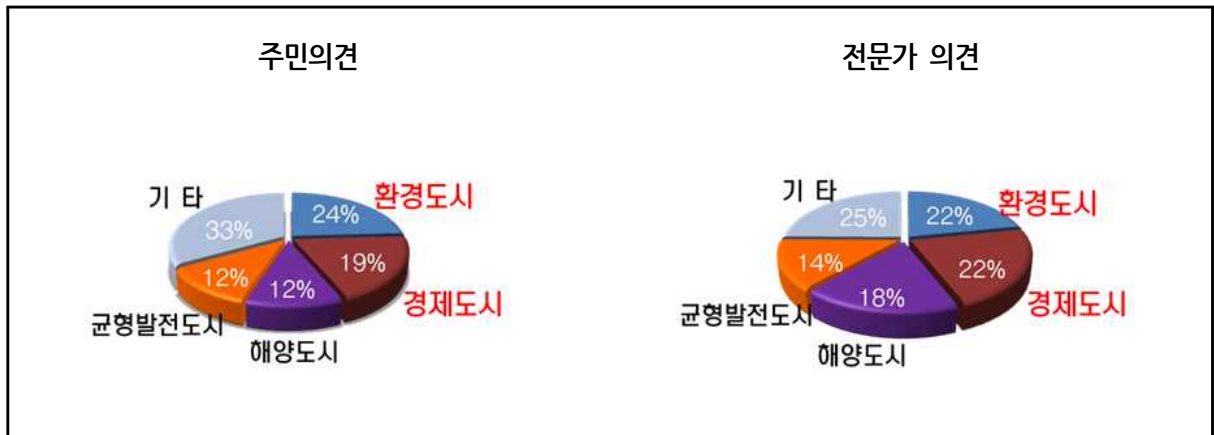 주민의견
기 타
환경도시
33%
24%
19%
12%
12%
경제도시
균형발전도시
해양도시
전문가 의견
기 타
환경도시
25%
22%
14%
22%
18%
경제도시
균형발전도시
해양도시